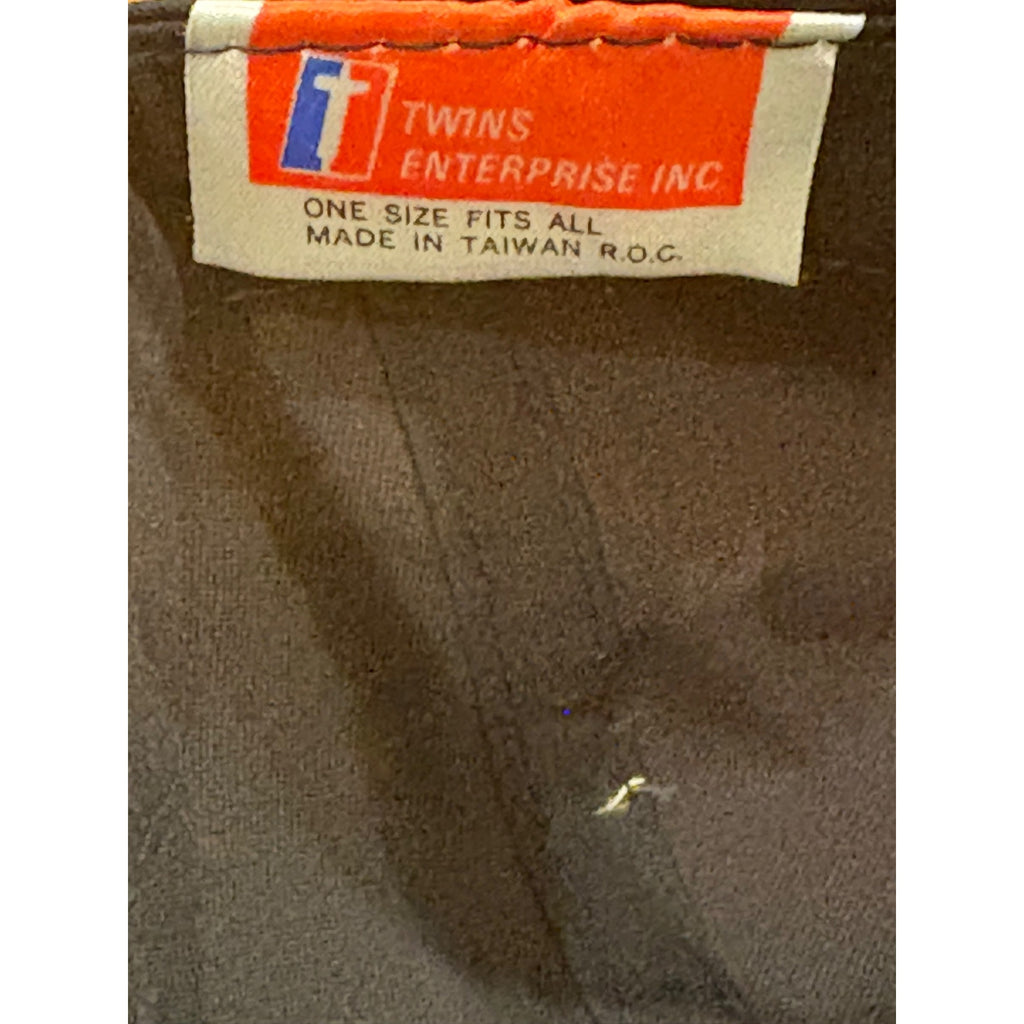 TWINS
ENTERPRISE INC
ONE SIZE FITS ALL
MADE IN TAIWAN R.O.C.